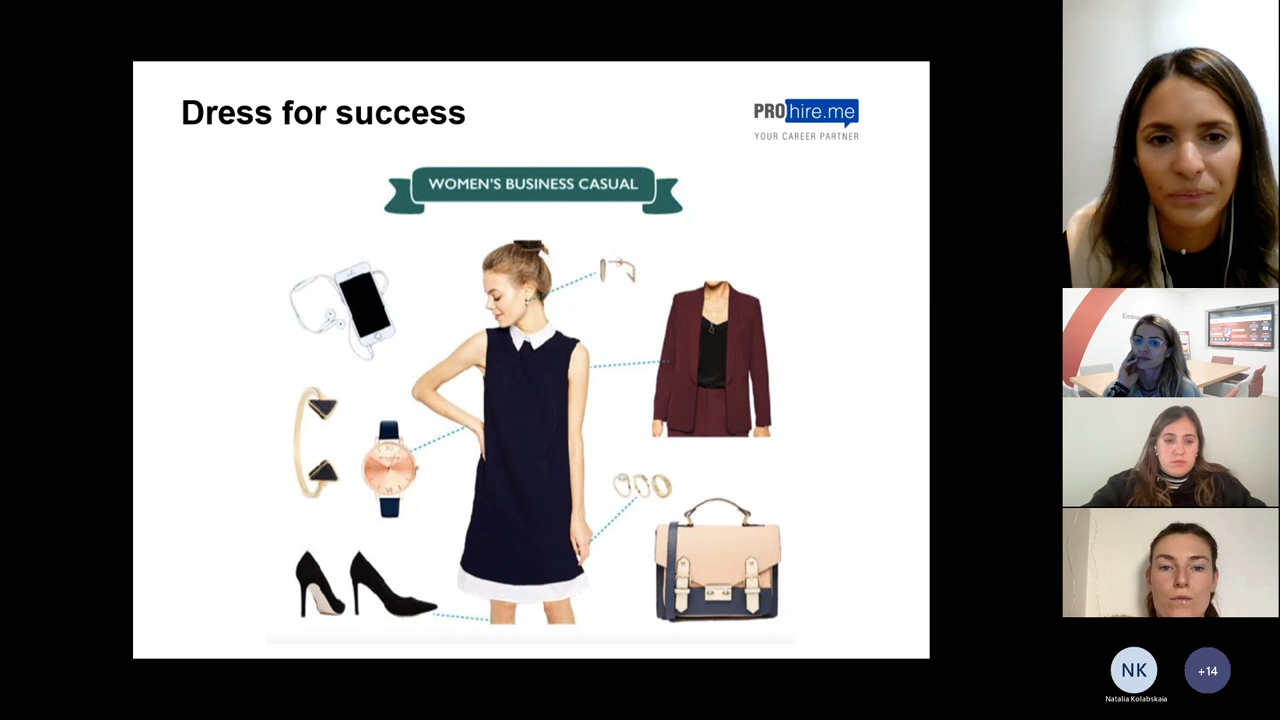 Dress for success
PROhire.me
YOUR CAREER PARTNER
WOMEN'S BUSINESS CASUAL
NK
+14
Natalia Kolabskaia